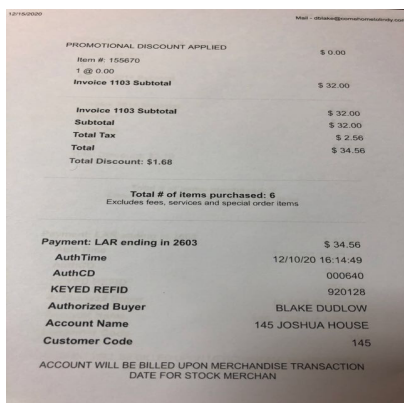 12/15/2020
Mail - dblake@comehometokindy.com
PROMOTIONAL DISCOUNT APPLIED $ 0.00
Item #: 155670
1 @ 0.00
Invoice 1103 Subtotal $ 32.00
Invoice 1103 Subtotal $ 32.00
Subtotal $ 32.00
Total Tax $ 2.56
Total $ 34.56
Total Discount: $1.68
Total # of items purchased: 6
Excludes fees, services and special order items
Payment: LAR ending in 2603 $ 34.56
AuthTime 12/10/20 16:14:49
AuthCD 000640
KEYED REFID 920128
Authorized Buyer BLAKE DUDLOW
Account Name 145 JOSHUA HOUSE
Customer Code 145
ACCOUNT WILL BE BILLED UPON MERCHANDISE TRANSACTION
DATE FOR STOCK MERCHAN